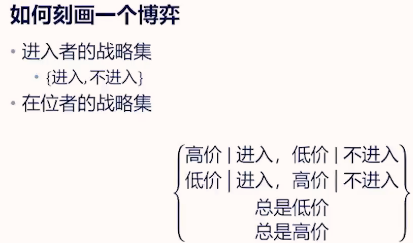 如何刻画一个博弈
• 进入者的战略集
• {进入,不进入}
• 在位者的战略集
高价 | 进入，低价 | 不进入
低价 | 进入，高价 | 不进入
总是低价
总是高价